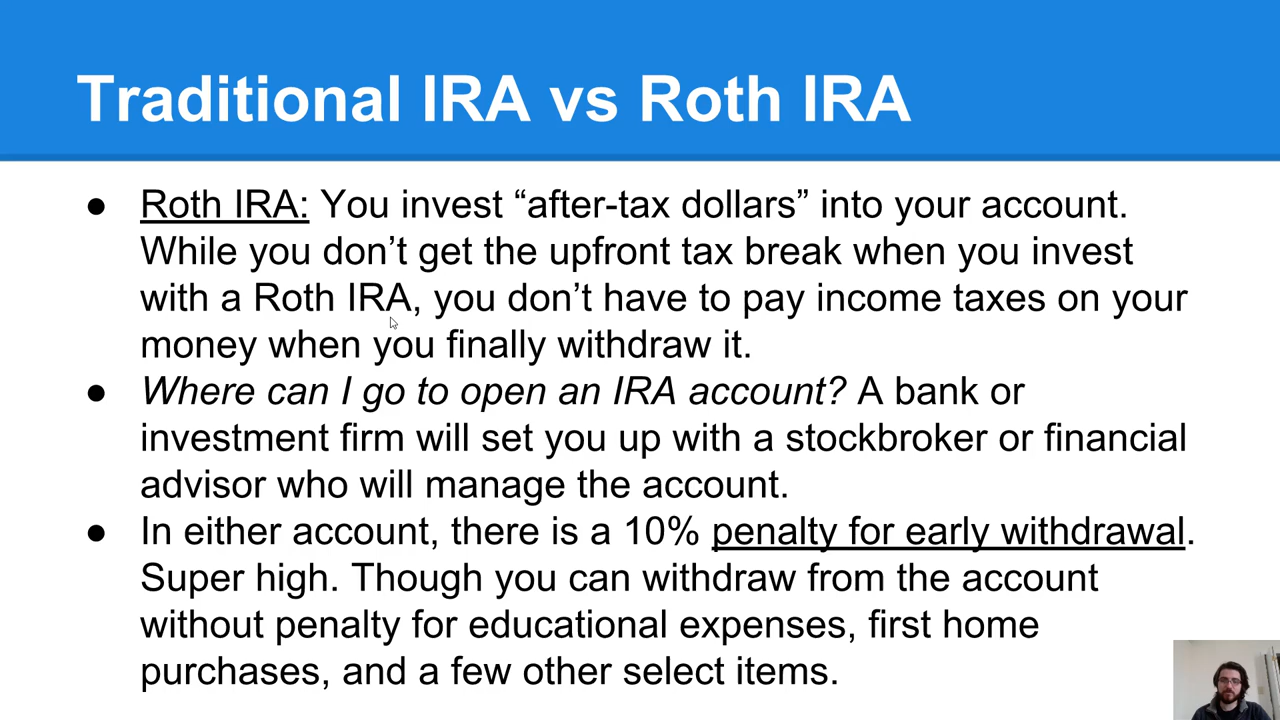 Traditional IRA vs Roth IRA
● Roth IRA: You invest “after-tax dollars” into your account.
While you don’t get the upfront tax break when you invest
with a Roth IRA, you don’t have to pay income taxes on your
money when you finally withdraw it.
● Where can I go to open an IRA account? A bank or
investment firm will set you up with a stockbroker or financial
advisor who will manage the account.
● In either account, there is a 10% penalty for early withdrawal.
Super high. Though you can withdraw from the account
without penalty for educational expenses, first home
purchases, and a few other select items.